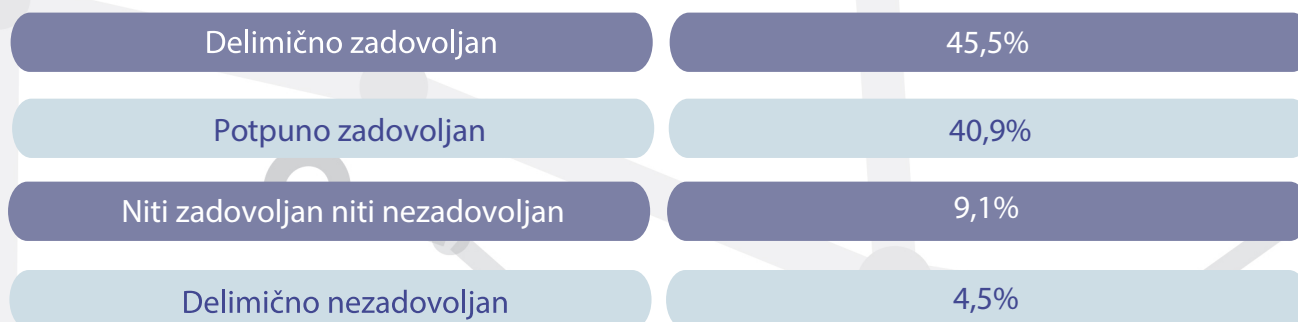 Delimično zadovoljan 45,5%
Potpuno zadovoljan 40,9%
Niti zadovoljan niti nezadovoljan 9,1%
Delimično nezadovoljan 4,5%